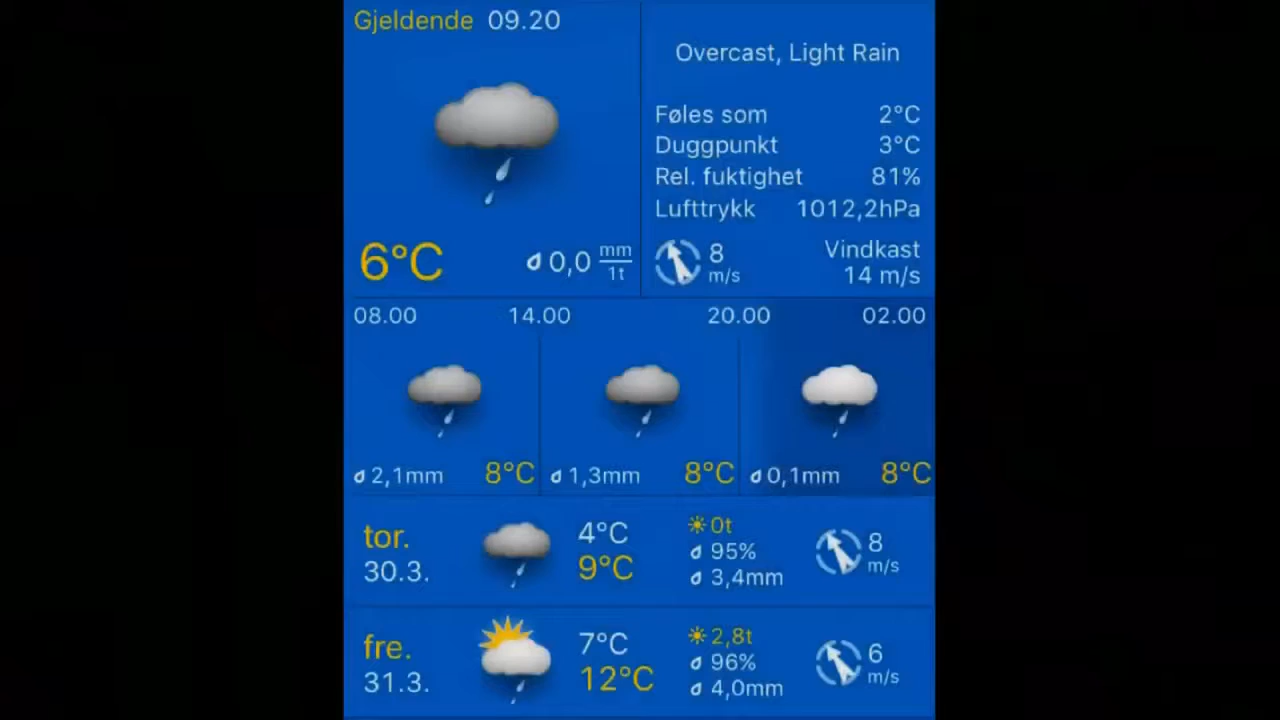 Gjeldende 09.20
6°C
0,0 mm
1t
Overcast, Light Rain
Føles som 2°C
Duggpunkt 3°C
Rel. fuktighet 81%
Lufttrykk 1012,2hPa
8 m/s
Vindkast
14 m/s
08.00 14.00 20.00 02.00
2,1mm 8°C 1,3mm 8°C 0,1mm 8°C
tor.
30.3.
4°C
9°C
0t
95%
3,4mm
8
m/s
fre.
31.3.
7°C
12°C
2,8t
96%
4,0mm
6
m/s